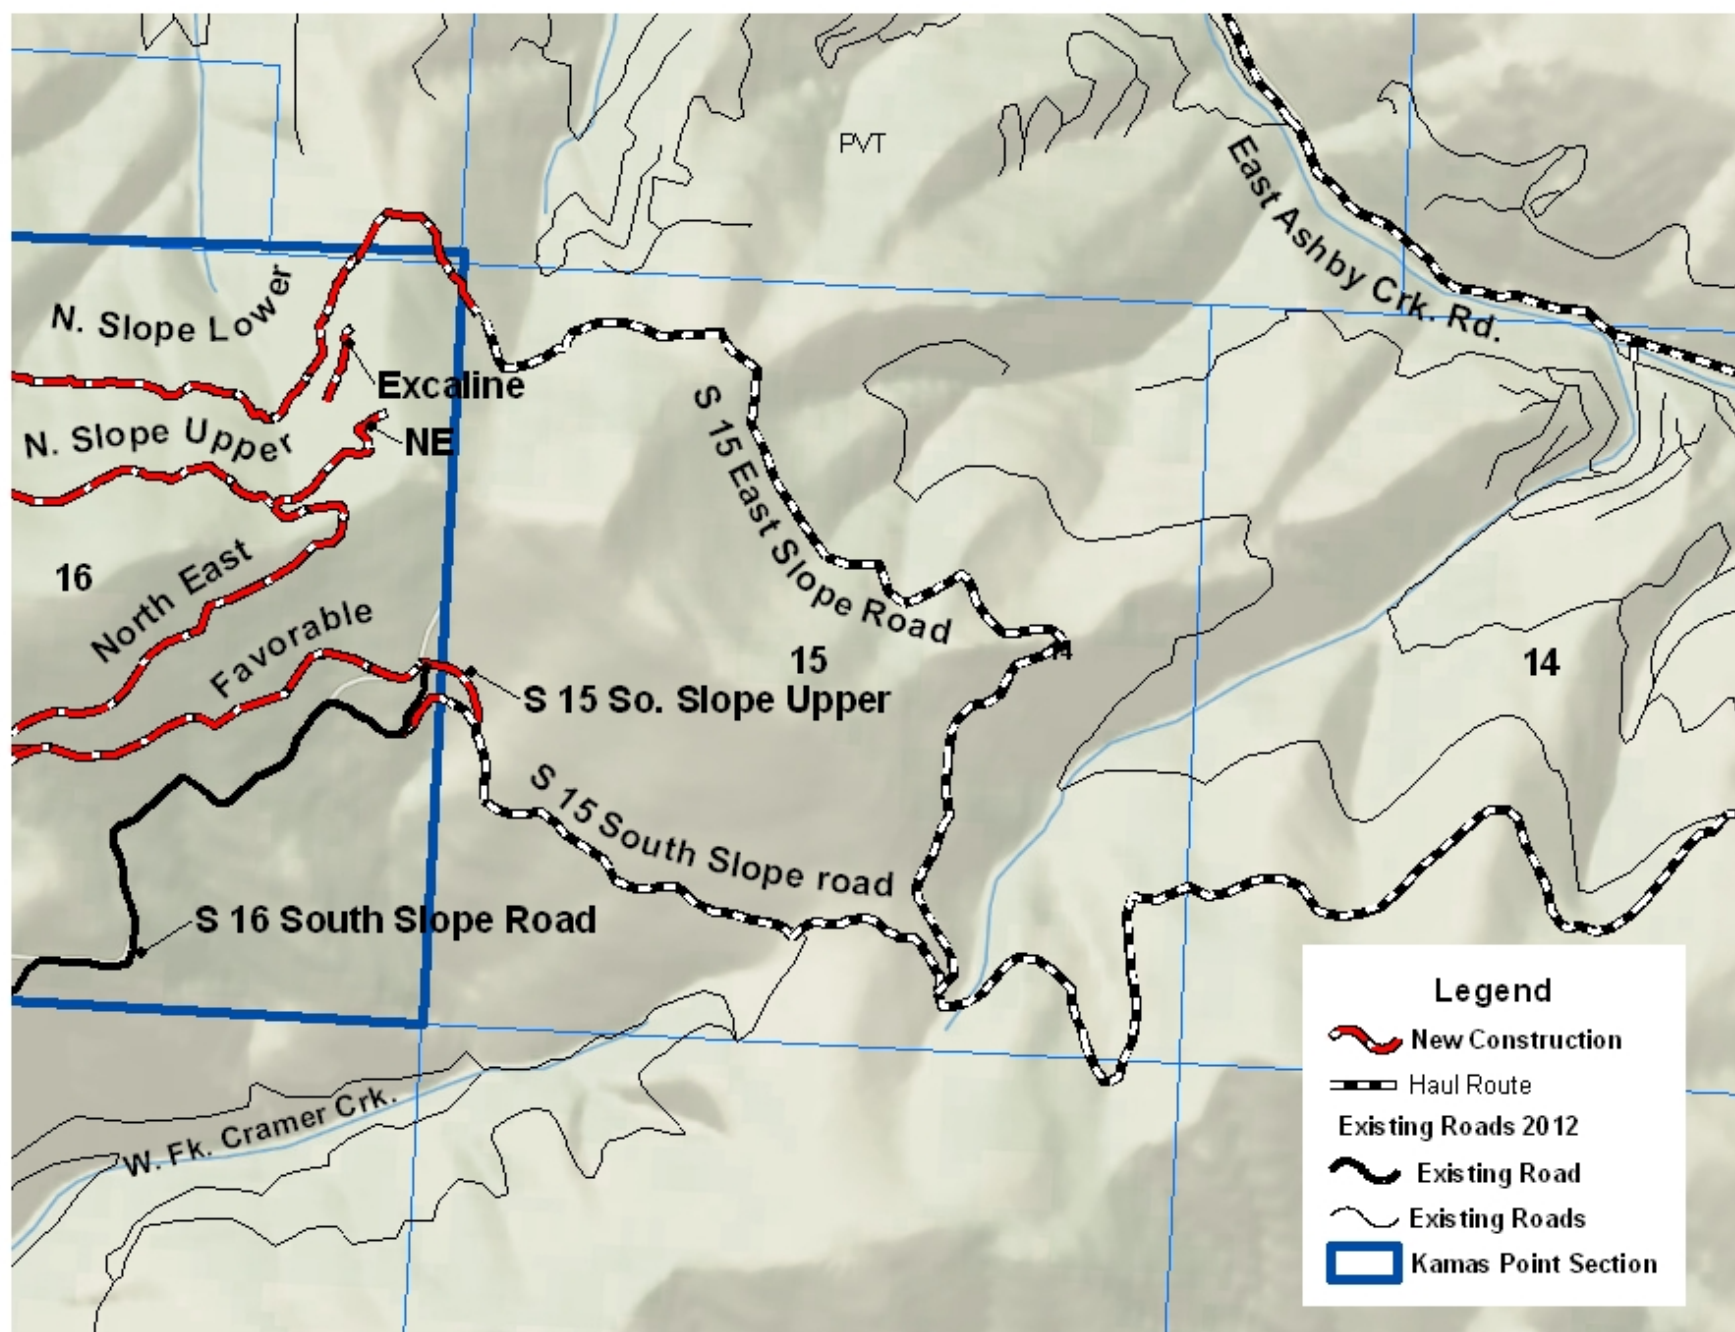 PVT
East Ashby Crk. Rd.
N. Slope Lower
Excaline
N. Slope Upper
NE
S 15 East Slope Road
16
North East
Favorable
15
14
14
S 15 So. Slope Upper
S 15 South Slope road
S 16 South Slope Road
W. Fk. Cramer Crk.
Legend
New Construction
Haul Route
Existing Roads 2012
Existing Road
Existing Roads
Kamas Point Section